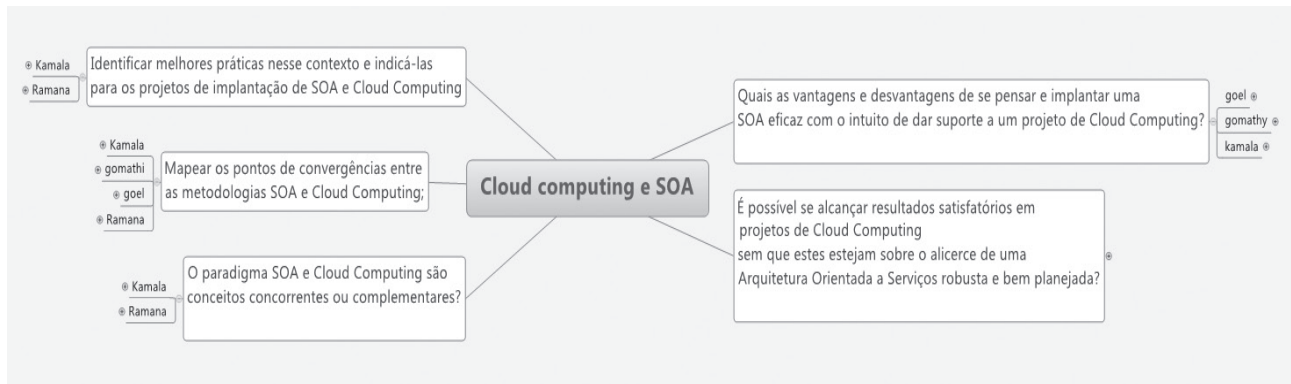 Kamala
Ramana
Identificar melhores práticas nesse contexto e indicá-las
para os projetos de implantação de SOA e Cloud Computing
Kamala
gomathi
goel
Ramana
Mapear os pontos de convergências entre
as metodologias SOA e Cloud Computing;
Kamala
Ramana
O paradigma SOA e Cloud Computing são
conceitos concorrentes ou complementares?
Cloud computing e SOA
Quais as vantagens e desvantagens de se pensar e implantar uma
SOA eficaz com o intuito de dar suporte a um projeto de Cloud Computing?
goel
gomathy
kamala
É possível se alcançar resultados satisfatórios em
projetos de Cloud Computing
sem que estes estejam sobre o alicerce de uma
Arquitetura Orientada a Serviços robusta e bem planejada?